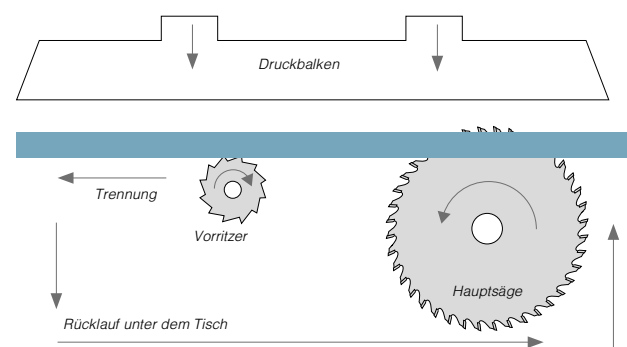 Druckbalken
Trennung
Vorritzer
Hauptsäge
Rücklauf unter dem Tisch